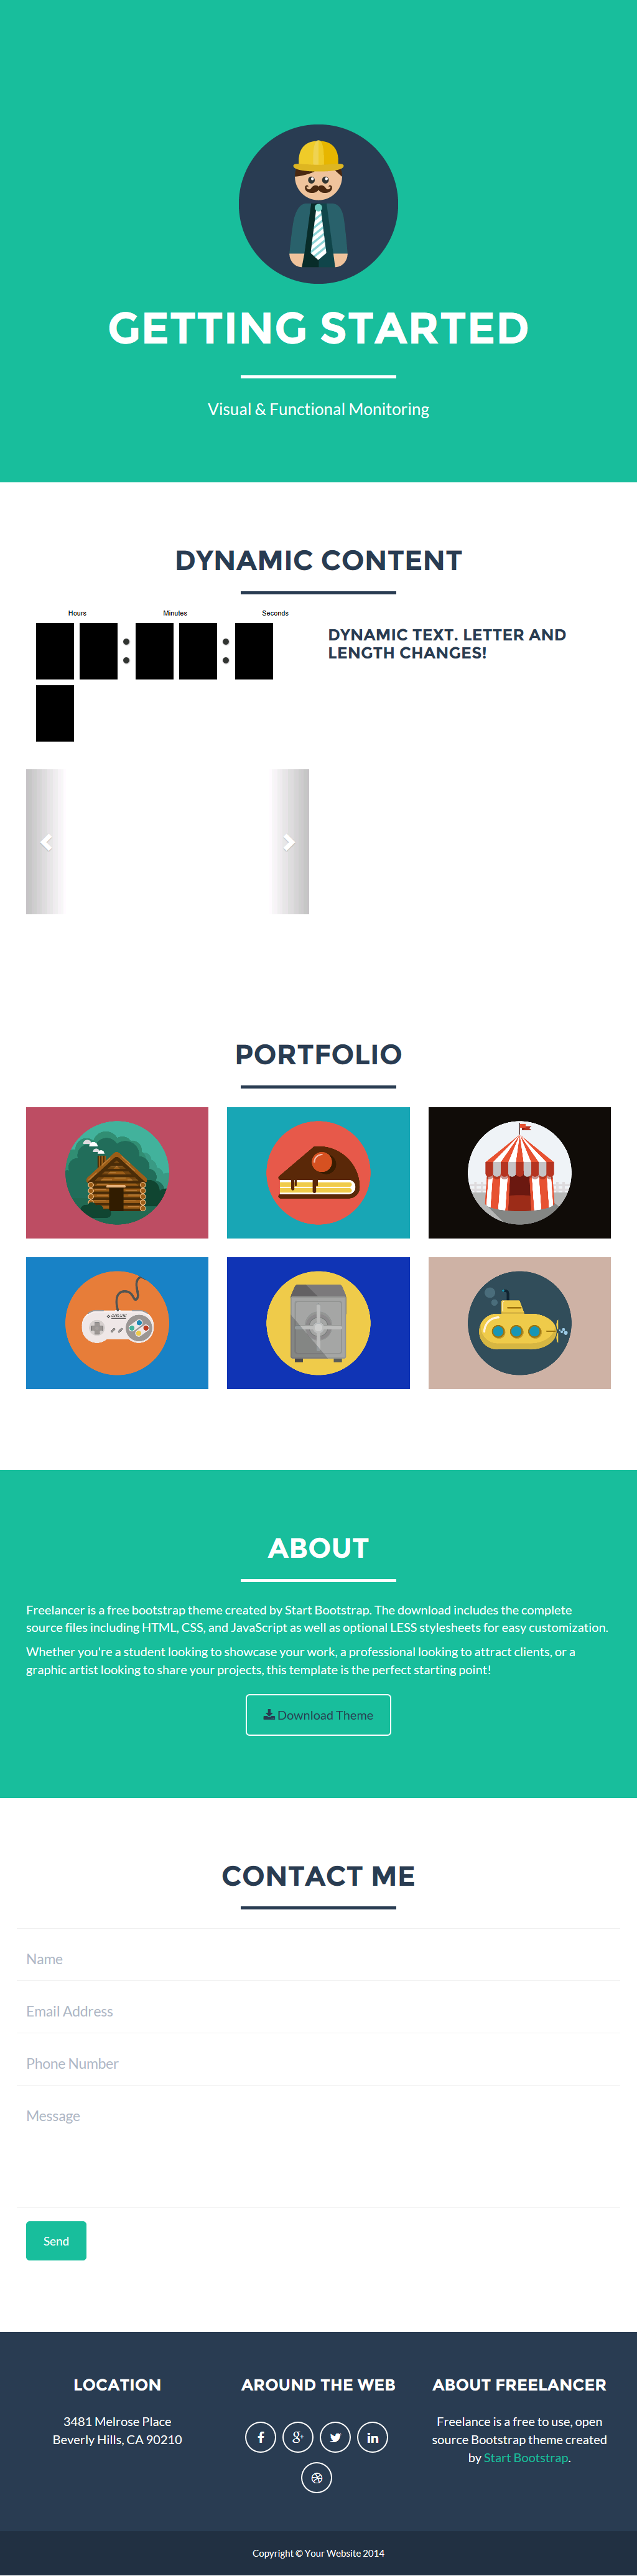 GETTING STARTED
Visual & Functional Monitoring
DYNAMIC CONTENT
Hours Minutes Seconds
DYNAMIC TEXT. LETTER AND
LENGTH CHANGES!
PORTFOLIO
ABOUT
Freelancer is a free bootstrap theme created by Start Bootstrap. The download includes the complete
source files including HTML, CSS, and JavaScript as well as optional LESS stylesheets for easy customization.
Whether you're a student looking to showcase your work, a professional looking to attract clients, or a
graphic artist looking to share your projects, this template is the perfect starting point!
Download Theme
CONTACT ME
Name
Email Address
Phone Number
Message
Send
LOCATION
3481 Melrose Place
Beverly Hills, CA 90210
AROUND THE WEB
ABOUT FREELANCER
Freelance is a free to use, open
source Bootstrap theme created
by Start Bootstrap.
Copyright © Your Website 2014